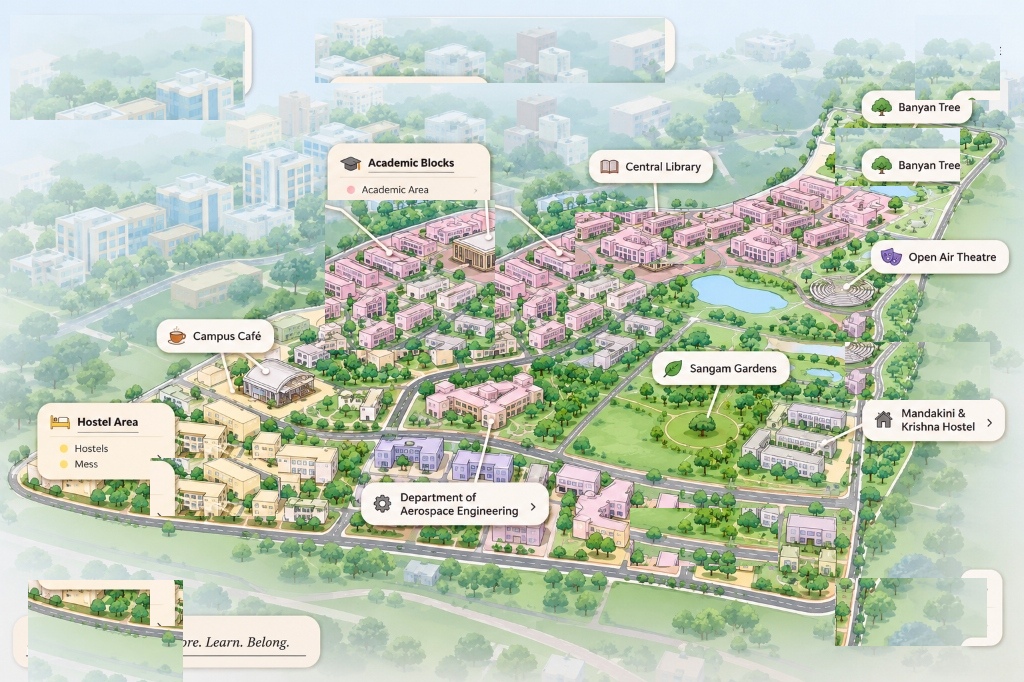 Banyan Tree
Academic Blocks
Academic Area
Central Library
Banyan Tree
Open Air Theatre
Campus Café
Sangam Gardens
Hostel Area
Hostels
Mess
Mandakini &
Krishna Hostel
Department of
Aerospace Engineering
Learn. Belong.